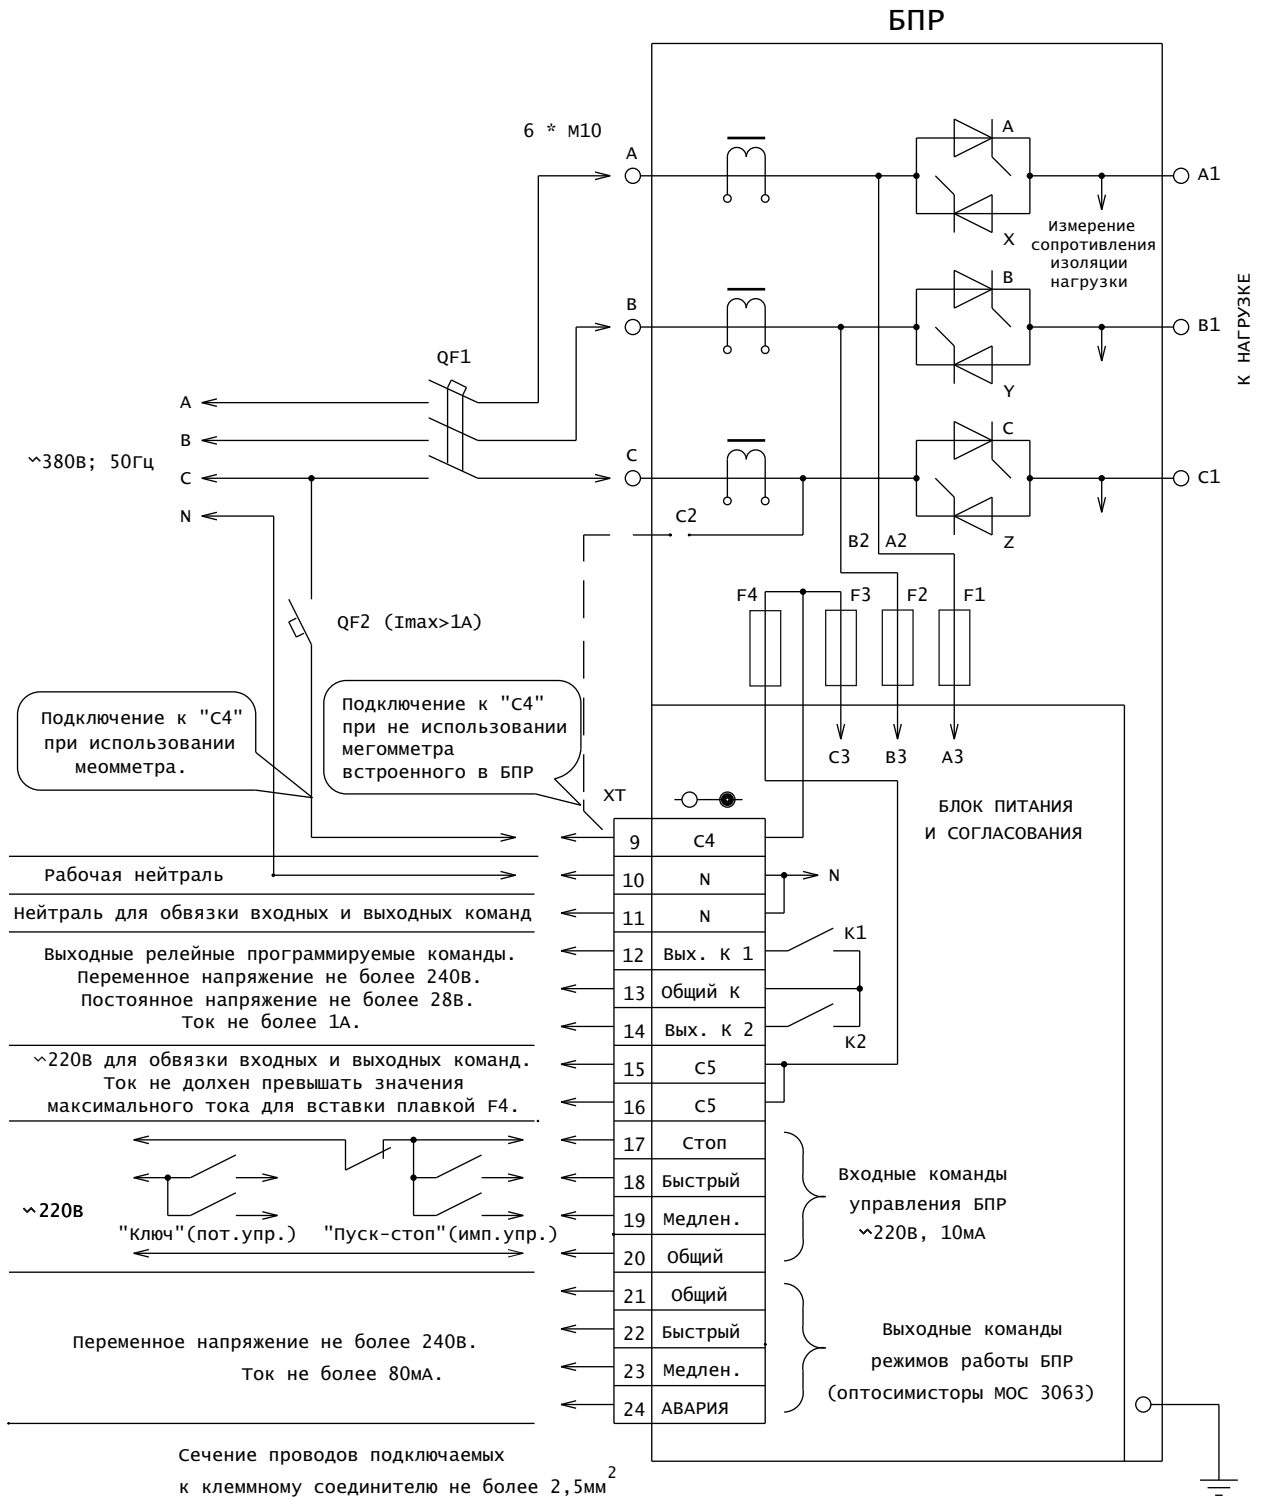 БПР
6 * М10
A
A
A1
X
Измерение
сопротивления
изоляции
нагрузки
B
B
B1
Y
К НАГРУЗКЕ
QF1
A
B
C
N
~380В; 50Гц
C
C
C1
Z
C2
B2
A2
F4
F3
F2
F1
QF2 (Imax>1A)
Подключение к "С4"
при использовании
меомметра.
Подключение к "С4"
при не использовании
мегомметра
встроенного в БПР
C3
B3
A3
ХТ
БЛОК ПИТАНИЯ
И СОГЛАСОВАНИЯ
9 C4
Рабочая нейтраль
10 N
N
Нейтраль для обвязки входных и выходных команд
11 N
Выходные релейные программируемые команды.
Переменное напряжение не более 240В.
Постоянное напряжение не более 28В.
Ток не более 1А.
12 Вых. К 1
K1
13 Общий К
14 Вых. К 2
K2
~220В для обвязки входных и выходных команд.
Ток не должен превышать значения
максимального тока для вставки плавкой F4.
15 C5
16 C5
17 Стоп
18 Быстрый
19 Медлен.
20 Общий
~220В
"Ключ"(пот.упр.)
"Пуск-стоп"(имп.упр.)
Входные команды
управления БПР
~220В, 10мА
21 Общий
22 Быстрый
23 Медлен.
24 АВАРИЯ
Переменное напряжение не более 240В.
Ток не более 80мА.
Выходные команды
режимов работы БПР
(оптосимисторы МОС 3063)
Сечение проводов подключаемых
к клеммному соединителю не более 2,5мм²